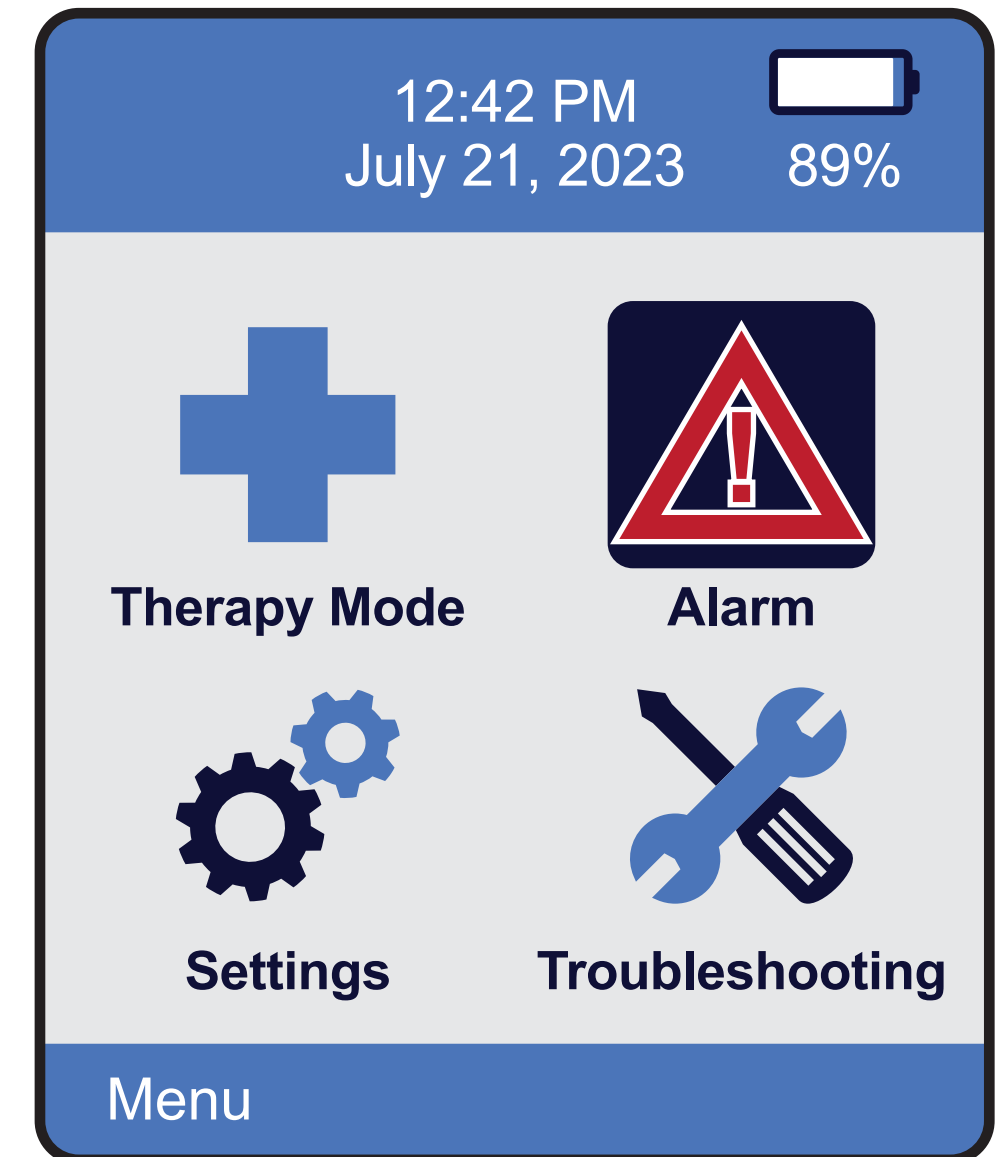 12:42 PM
July 21, 2023
89%
Therapy Mode
Alarm
Settings
Troubleshooting
Menu